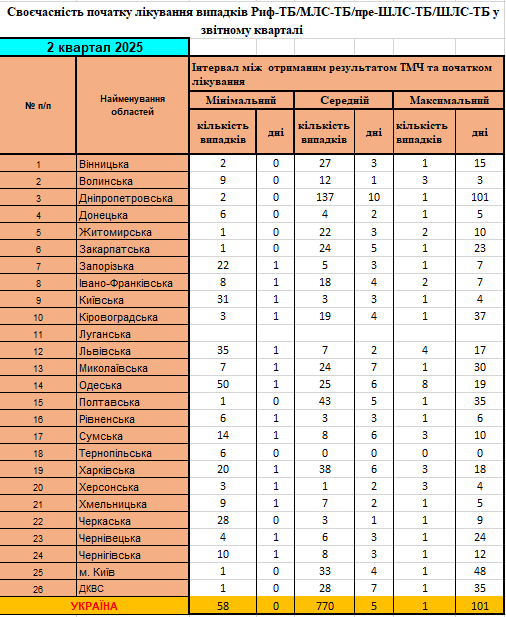 Своєчасність початку лікування випадків Риф-ТБ/МЛС-ТБ/пре-ШЛС-ТБ/ШЛС-ТБ у
звітному кварталі
2 квартал 2025
№ п/п
Найменування
областей
Інтервал між отриманим результатом ТМЧ та початком
лікування
Мінімальний Середній Максимальний
кількість
випадків
дні
кількість
випадків
дні
кількість
випадків
дні
1 Вінницька 2 0 27 3 1 15
2 Волинська 9 0 12 1 3 3
3 Дніпропетровська 2 0 137 10 1 101
4 Донецька 6 0 4 2 1 5
5 Житомирська 1 0 22 3 2 10
6 Закарпатська 1 0 24 5 1 23
7 Запорізька 22 1 5 3 1 7
8 Івано-Франківська 8 1 18 4 2 7
9 Київська 31 1 3 3 1 4
10 Кіровоградська 3 1 19 4 1 37
11 Луганська
12 Львівська 35 1 7 2 4 17
13 Миколаївська 7 1 24 7 1 30
14 Одеська 50 1 25 6 8 19
15 Полтавська 1 0 43 5 1 35
16 Рівненська 6 1 3 3 1 6
17 Сумська 14 1 8 6 3 10
18 Тернопільська 6 0 0 0 0 0
19 Харківська 20 1 38 6 3 18
20 Херсонська 3 1 1 2 3 4
21 Хмельницька 9 1 7 2 1 5
22 Черкаська 28 0 3 1 1 9
23 Чернівецька 4 1 6 3 1 24
24 Чернігівська 10 1 8 3 1 12
25 м. Київ 1 0 33 4 1 48
26 ДКВС 1 0 28 7 1 35
УКРАЇНА 58 0 770 5 1 101